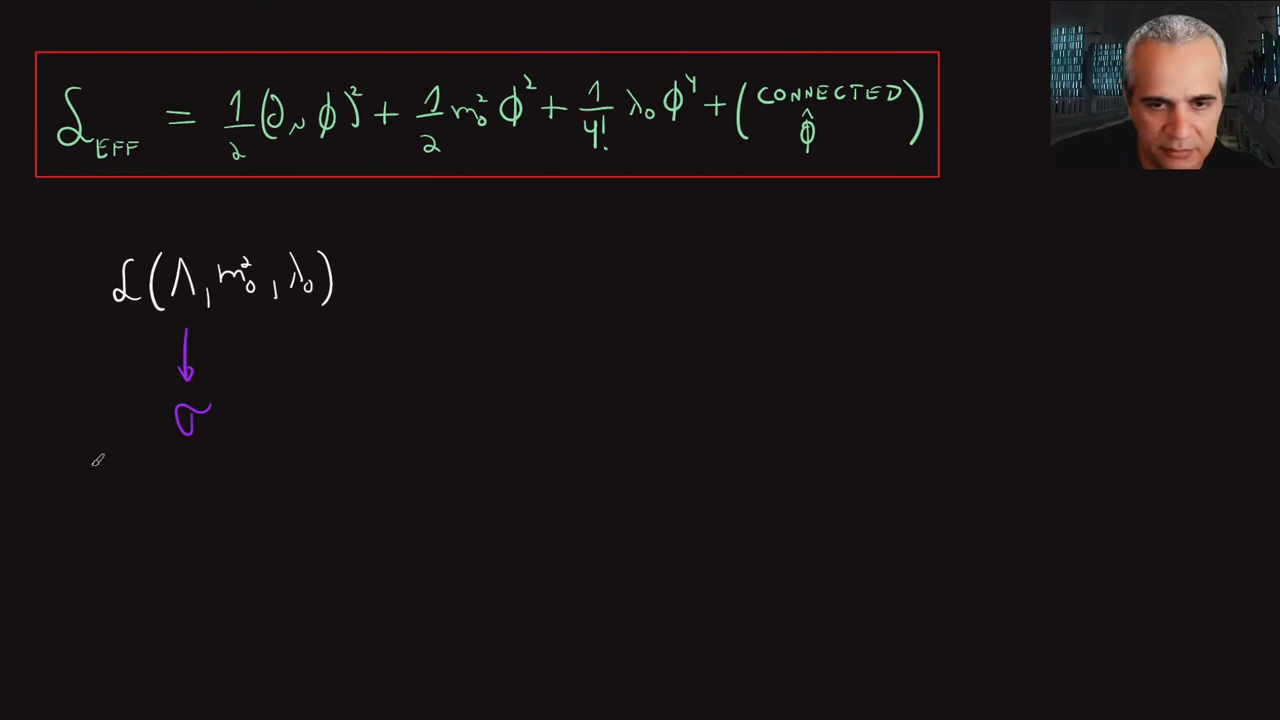 ℒ_EFF = 1/2 (∂_μ φ)² + 1/2 m₀² φ² + 1/4! λ₀ φ⁴ + (CONNECTED φ̂)
ℒ(Λ, m₀², λ₀)
↓
σ